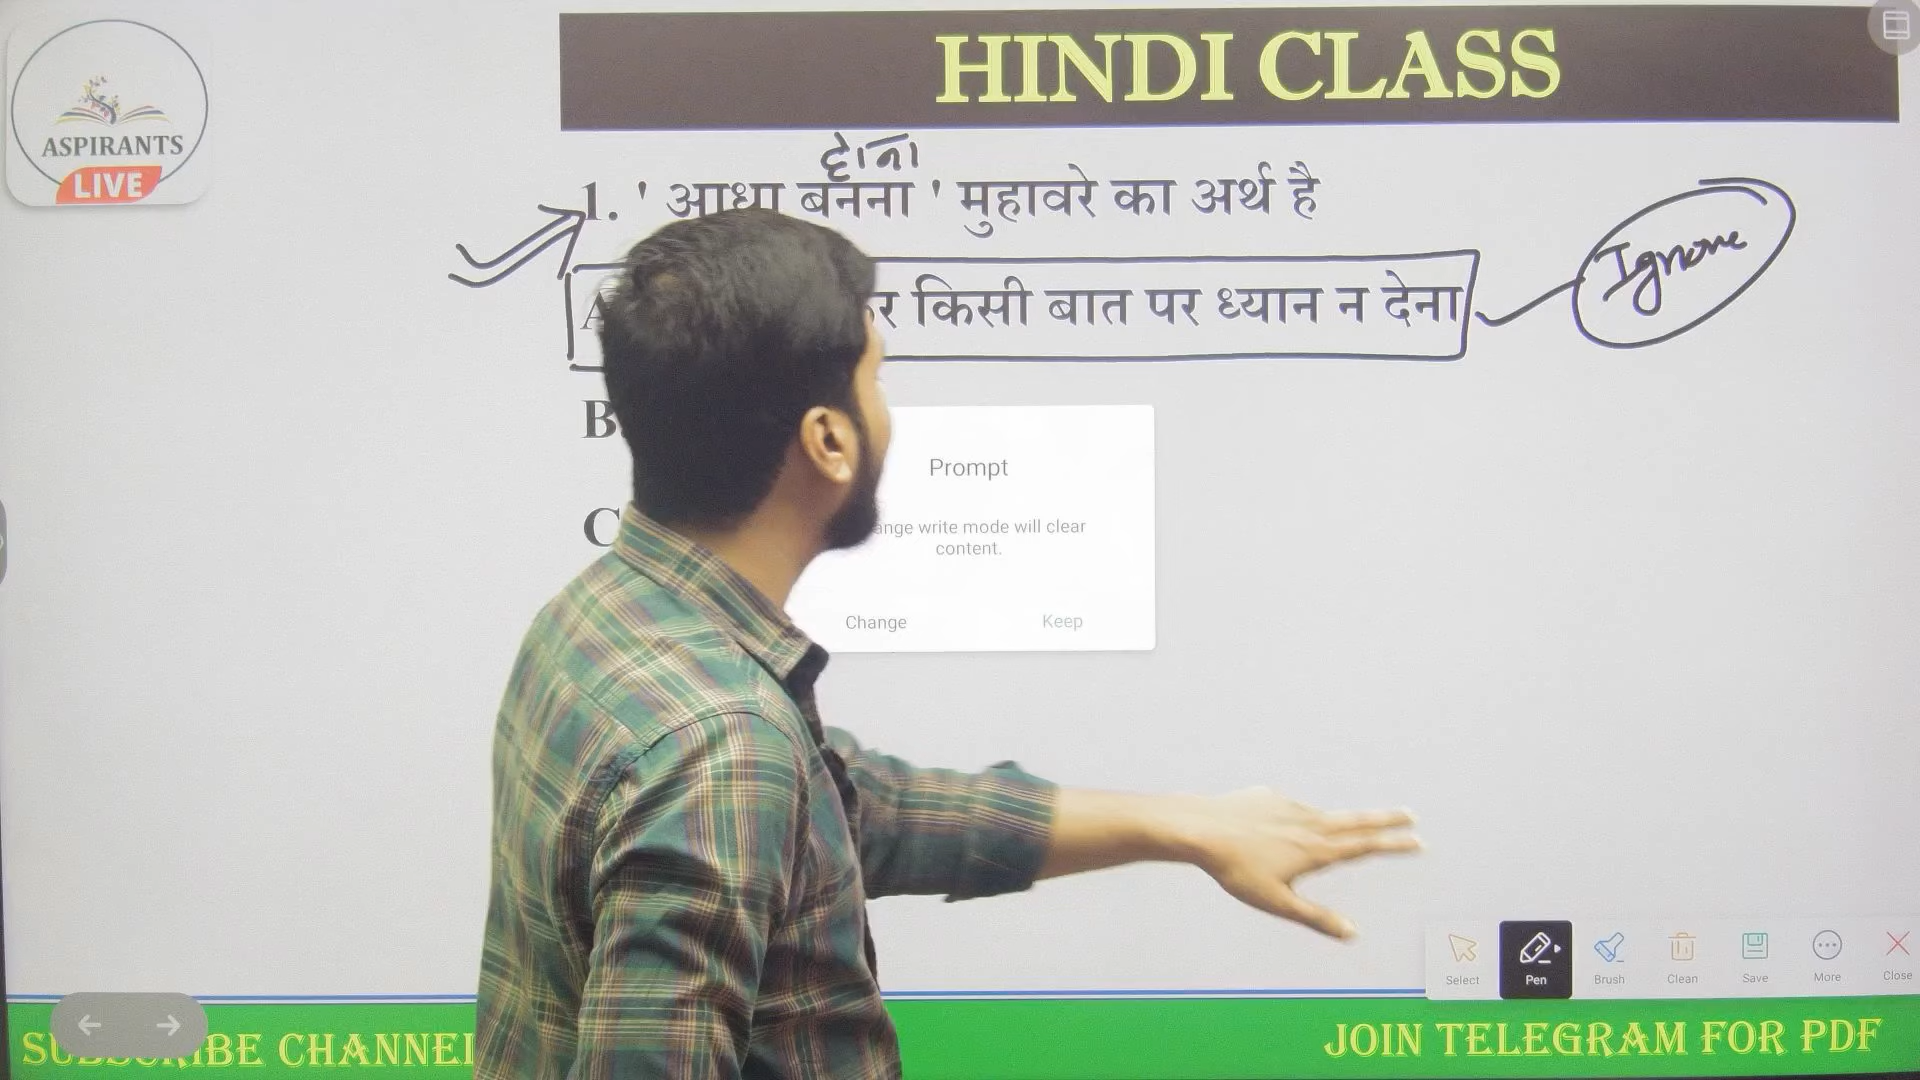 HINDI CLASS
ASPIRANTS
LIVE
होना
1. ' आधा बनना ' मुहावरे का अर्थ है
किसी बात पर ध्यान न देना
Ignore
B.
C
Prompt
write mode will clear
content.
Change Keep
Select Pen Brush Clean Save More Close
CHANNEL
JOIN TELEGRAM FOR PDF